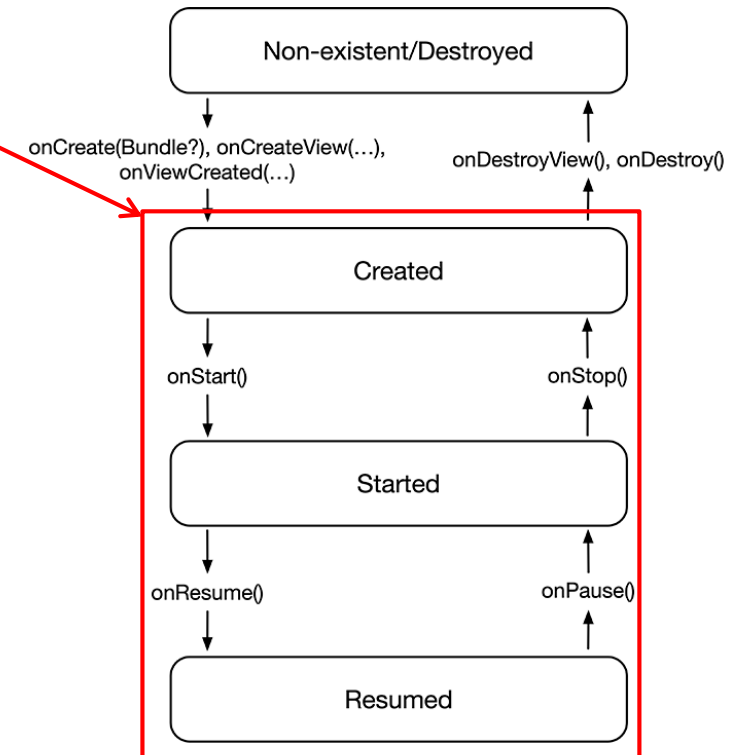 Non-existent/Destroyed
onCreate(Bundle?), onCreateView(…),
onViewCreated(…)
onDestroyView(), onDestroy()
Created
onStart()
onStop()
Started
onResume()
onPause()
Resumed